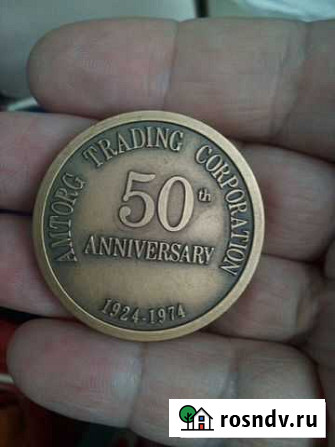 AMTORG TRADING CORPORATION
50th
ANNIVERSARY
1924-1974
rosndv.ru